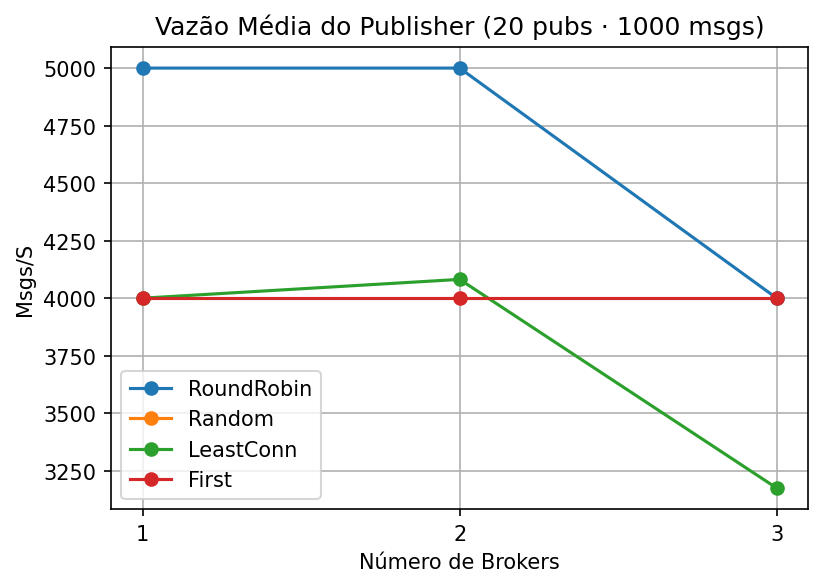 Vazão Média do Publisher (20 pubs · 1000 msgs)
5000
4750
4500
4250
4000
3750
3500
3250
Msgs/S
RoundRobin
Random
LeastConn
First
1 2 3
Número de Brokers